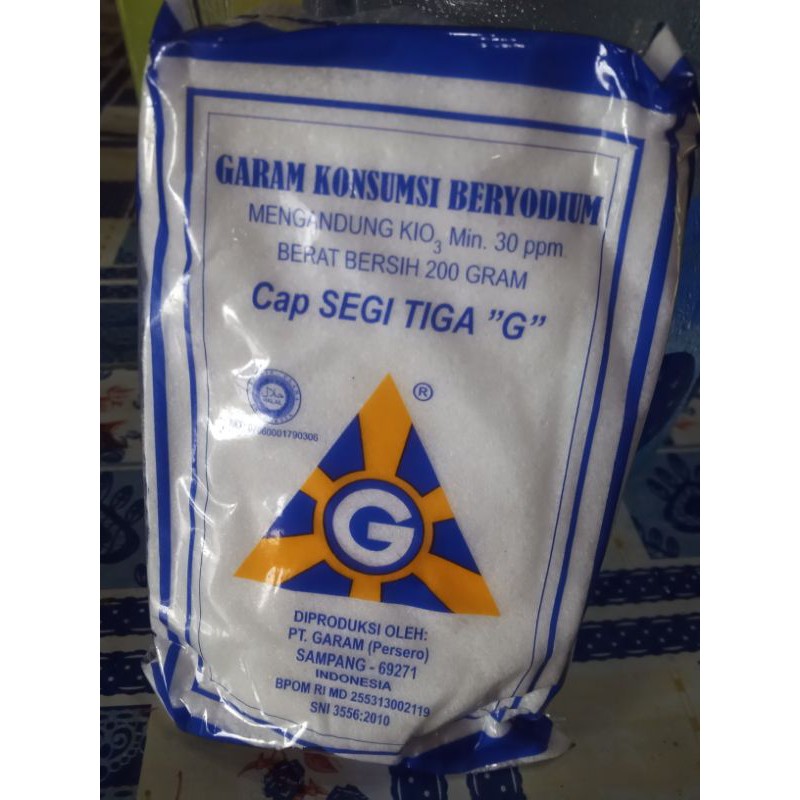 GARAM KONSUMSI BERYODIUM
MENGANDUNG KIO3 Min. 30 ppm
BERAT BERSIH 200 GRAM
Cap SEGI TIGA ”G”
®
HALAL
G
DIPRODUKSI OLEH:
PT. GARAM (Persero)
SAMPANG - 69271
INDONESIA
BPOM RI MD 255313002119
SNI 3556:2010